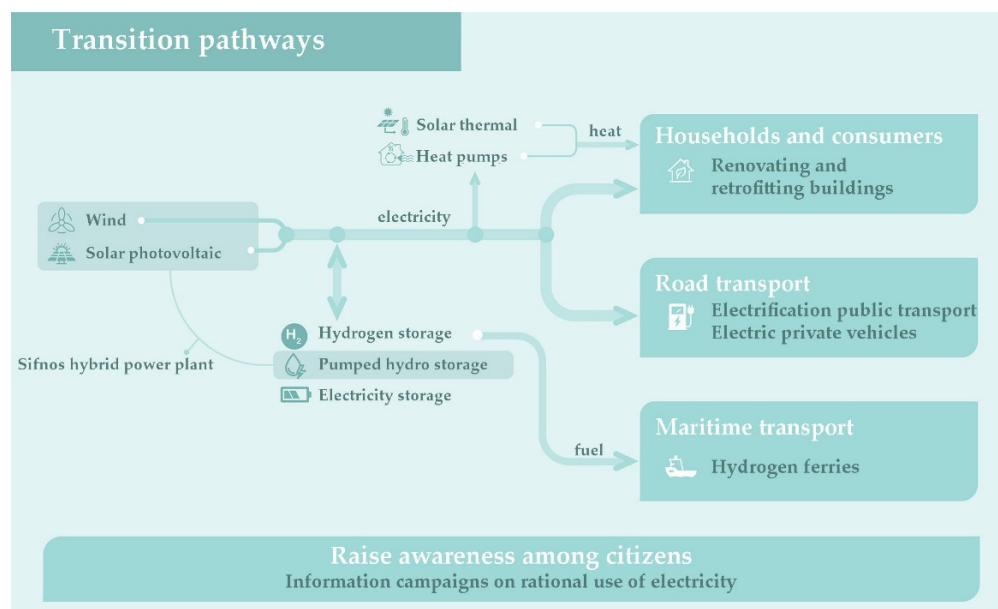 Transition pathways
Solar thermal
Heat pumps
heat
Households and consumers
Renovating and
retrofitting buildings
electricity
Wind
Solar photovoltaic
Road transport
Electrification public transport
Electric private vehicles
Sifnos hybrid power plant
H2
Hydrogen storage
Pumped hydro storage
Electricity storage
fuel
Maritime transport
Hydrogen ferries
Raise awareness among citizens
Information campaigns on rational use of electricity